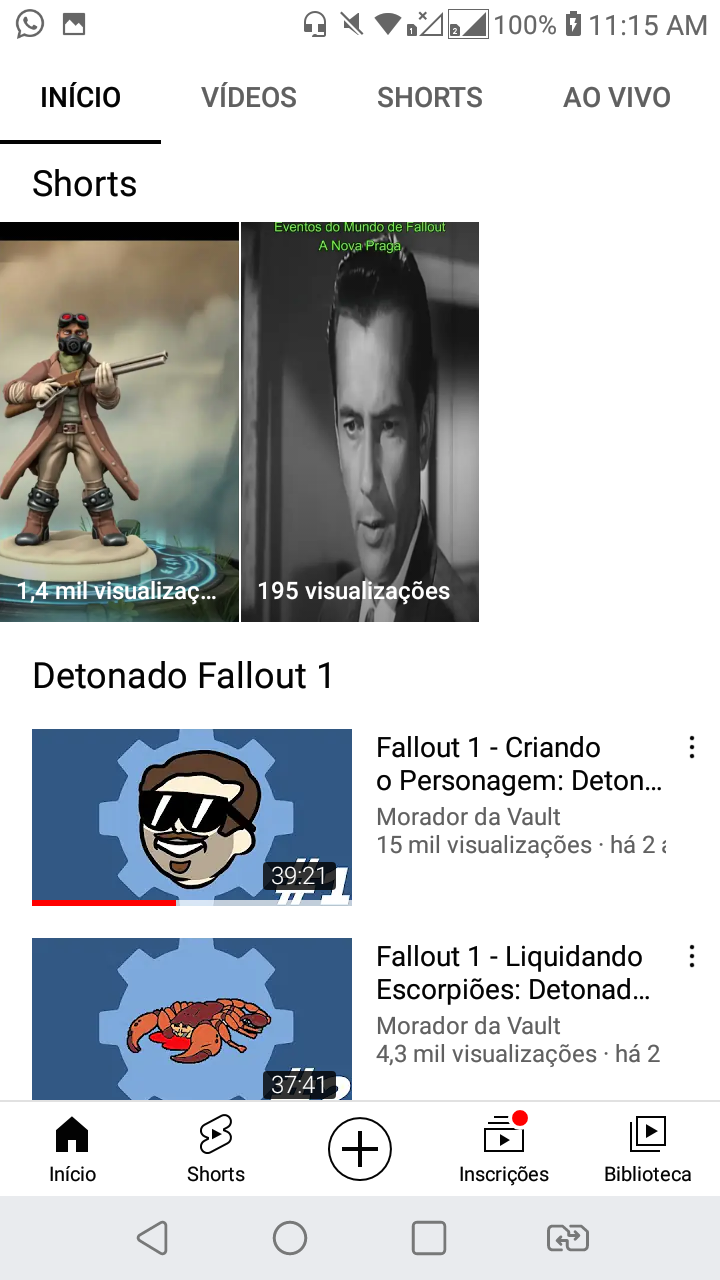 100% 11:15 AM
INÍCIO VÍDEOS SHORTS AO VIVO
Shorts
Eventos do Mundo de Fallout
A Nova Praga
1,4 mil visualizaç...
195 visualizações
Detonado Fallout 1
Fallout 1 - Criando
o Personagem: Deton...
Morador da Vault
15 mil visualizações · há 2 a
39:21
#1
Fallout 1 - Liquidando
Escorpiões: Detonad...
Morador da Vault
4,3 mil visualizações · há 2
37:41
#2
Início Shorts Inscrições Biblioteca